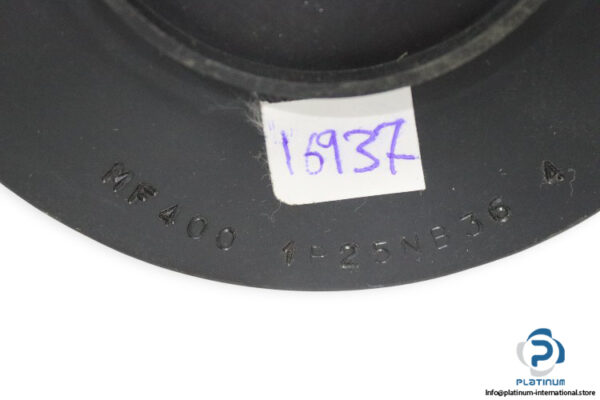 16937
MF400 1P25NB36 A
PLATINUM
Info@platinum-international.store